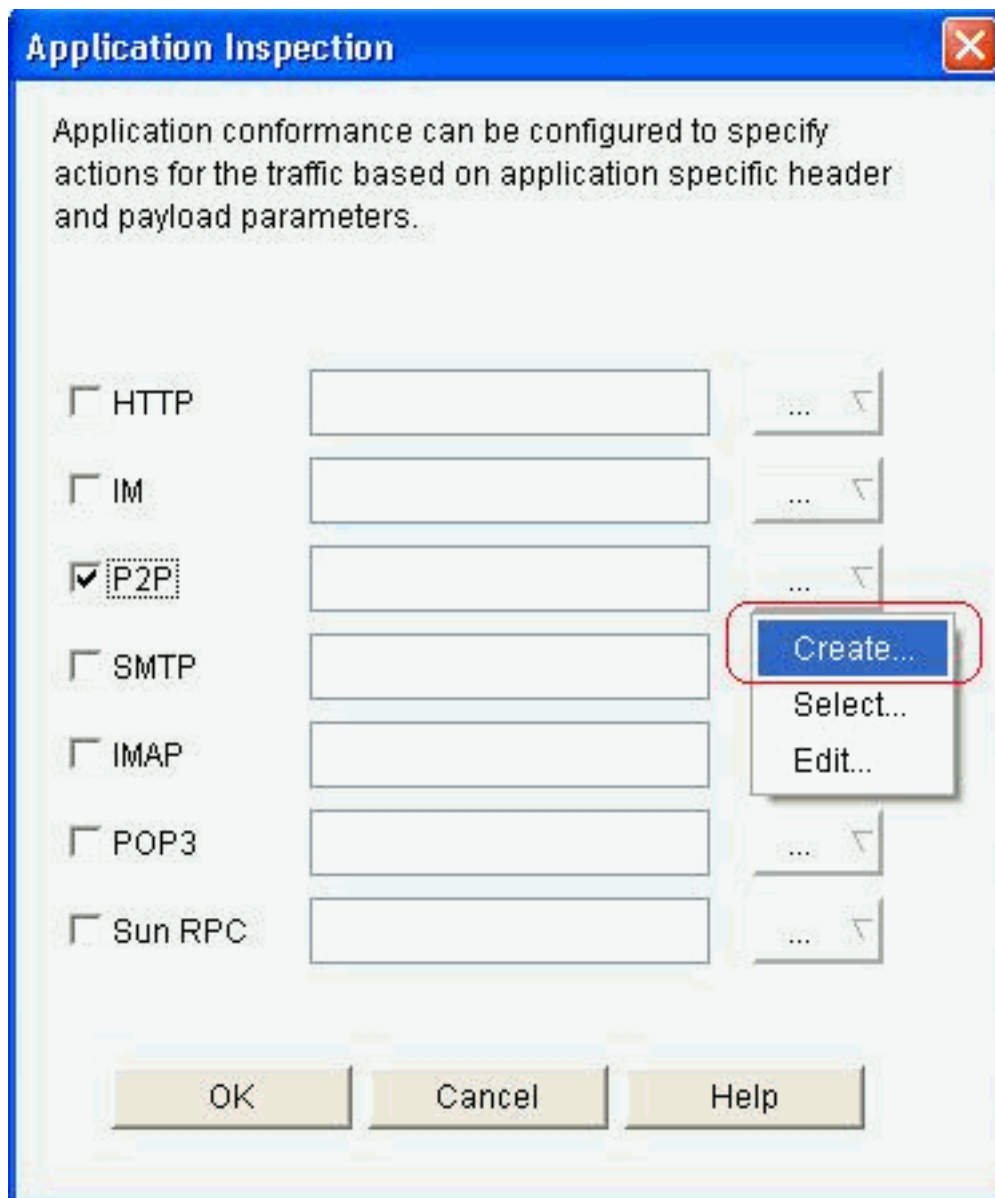 Application Inspection
Application conformance can be configured to specify
actions for the traffic based on application specific header
and payload parameters.
HTTP
...
IM
...
P2P
...
Create...
SMTP
Select...
IMAP
Edit...
POP3
...
Sun RPC
...
OK Cancel Help